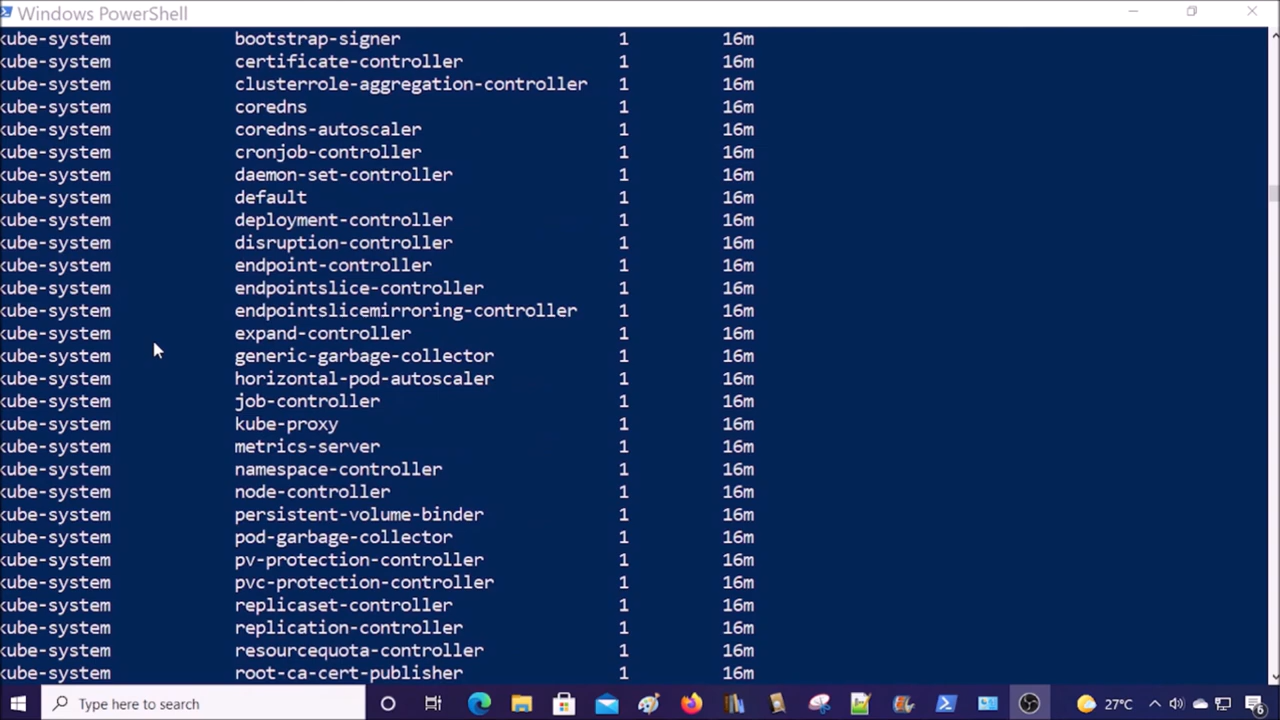 Windows PowerShell
kube-system bootstrap-signer 1 16m
kube-system certificate-controller 1 16m
kube-system clusterrole-aggregation-controller 1 16m
kube-system coredns 1 16m
kube-system coredns-autoscaler 1 16m
kube-system cronjob-controller 1 16m
kube-system daemon-set-controller 1 16m
kube-system default 1 16m
kube-system deployment-controller 1 16m
kube-system disruption-controller 1 16m
kube-system endpoint-controller 1 16m
kube-system endpointslice-controller 1 16m
kube-system endpointslicemirroring-controller 1 16m
kube-system expand-controller 1 16m
kube-system generic-garbage-collector 1 16m
kube-system horizontal-pod-autoscaler 1 16m
kube-system job-controller 1 16m
kube-system kube-proxy 1 16m
kube-system metrics-server 1 16m
kube-system namespace-controller 1 16m
kube-system node-controller 1 16m
kube-system persistent-volume-binder 1 16m
kube-system pod-garbage-collector 1 16m
kube-system pv-protection-controller 1 16m
kube-system pvc-protection-controller 1 16m
kube-system replicaset-controller 1 16m
kube-system replication-controller 1 16m
kube-system resourcequota-controller 1 16m
kube-system root-ca-cert-publisher 1 16m
Type here to search 27°C 6